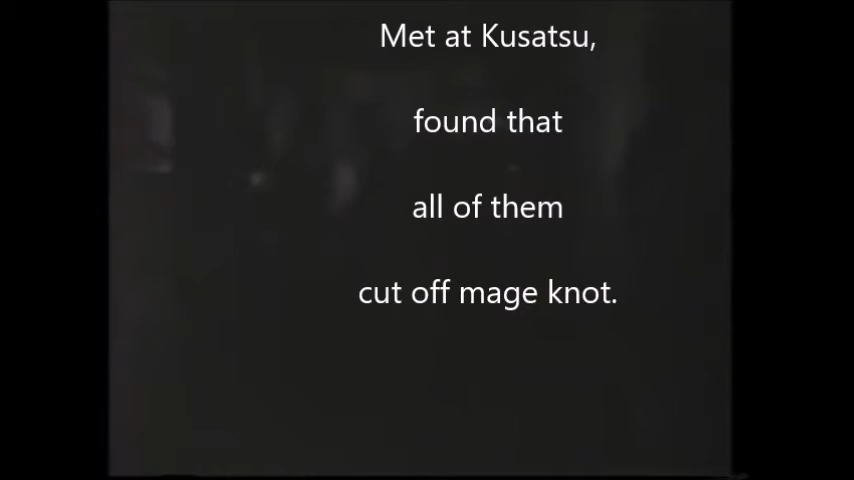 Met at Kusatsu,
found that
all of them
cut off mage knot.